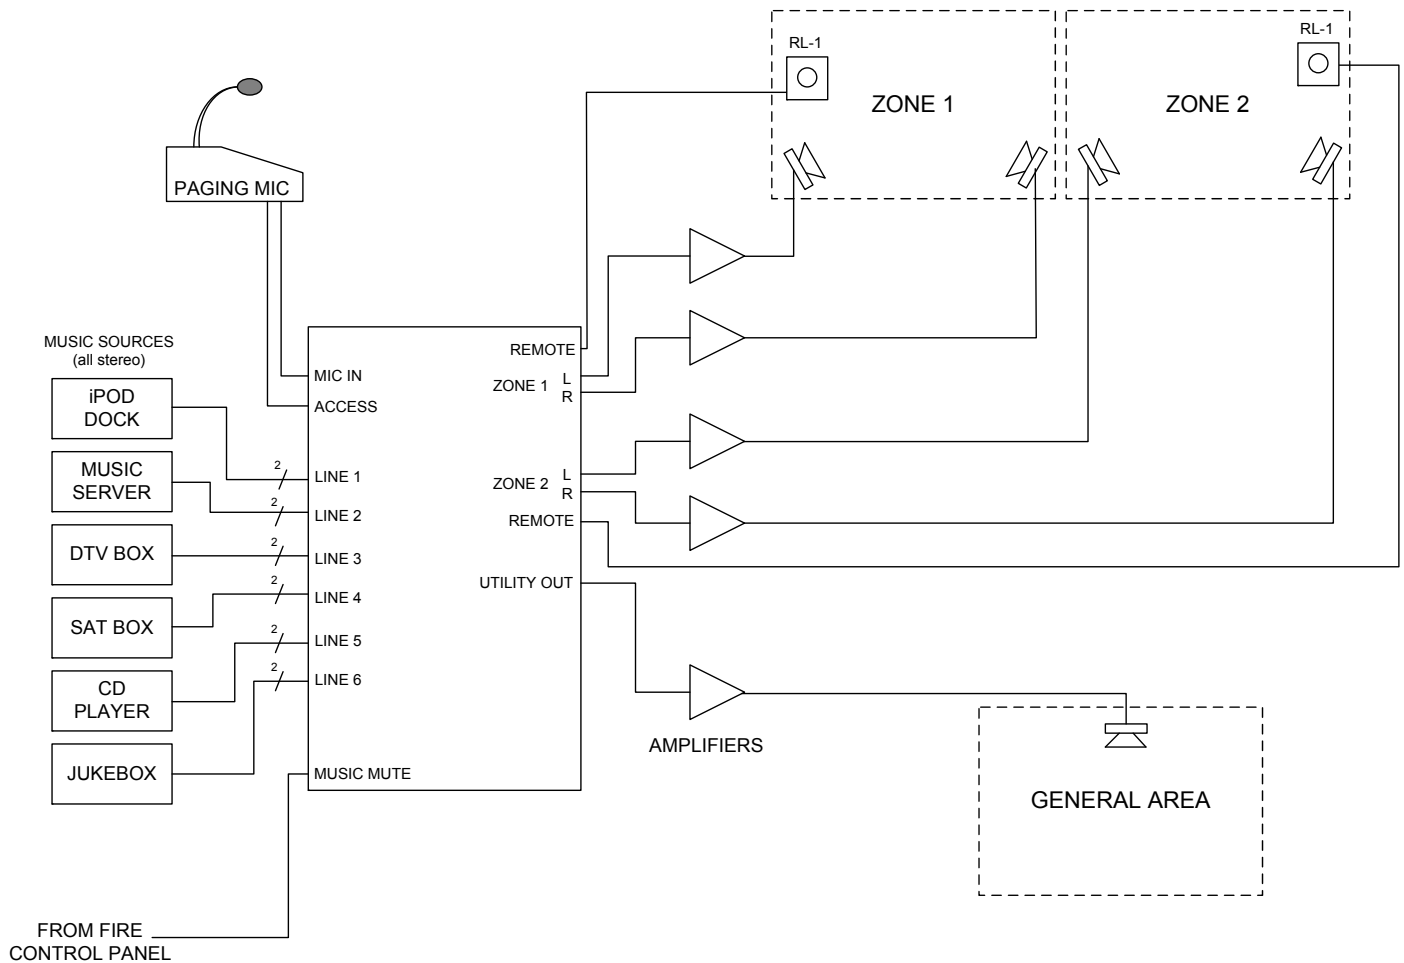 RL-1
RL-1
ZONE 1
ZONE 2
PAGING MIC
MUSIC SOURCES
(all stereo)
iPOD
DOCK
MUSIC
SERVER
DTV BOX
SAT BOX
CD
PLAYER
JUKEBOX
2
2
2
2
2
2
MIC IN
ACCESS
LINE 1
LINE 2
LINE 3
LINE 4
LINE 5
LINE 6
MUSIC MUTE
REMOTE
ZONE 1
L
R
ZONE 2
L
R
REMOTE
UTILITY OUT
AMPLIFIERS
GENERAL AREA
FROM FIRE
CONTROL PANEL